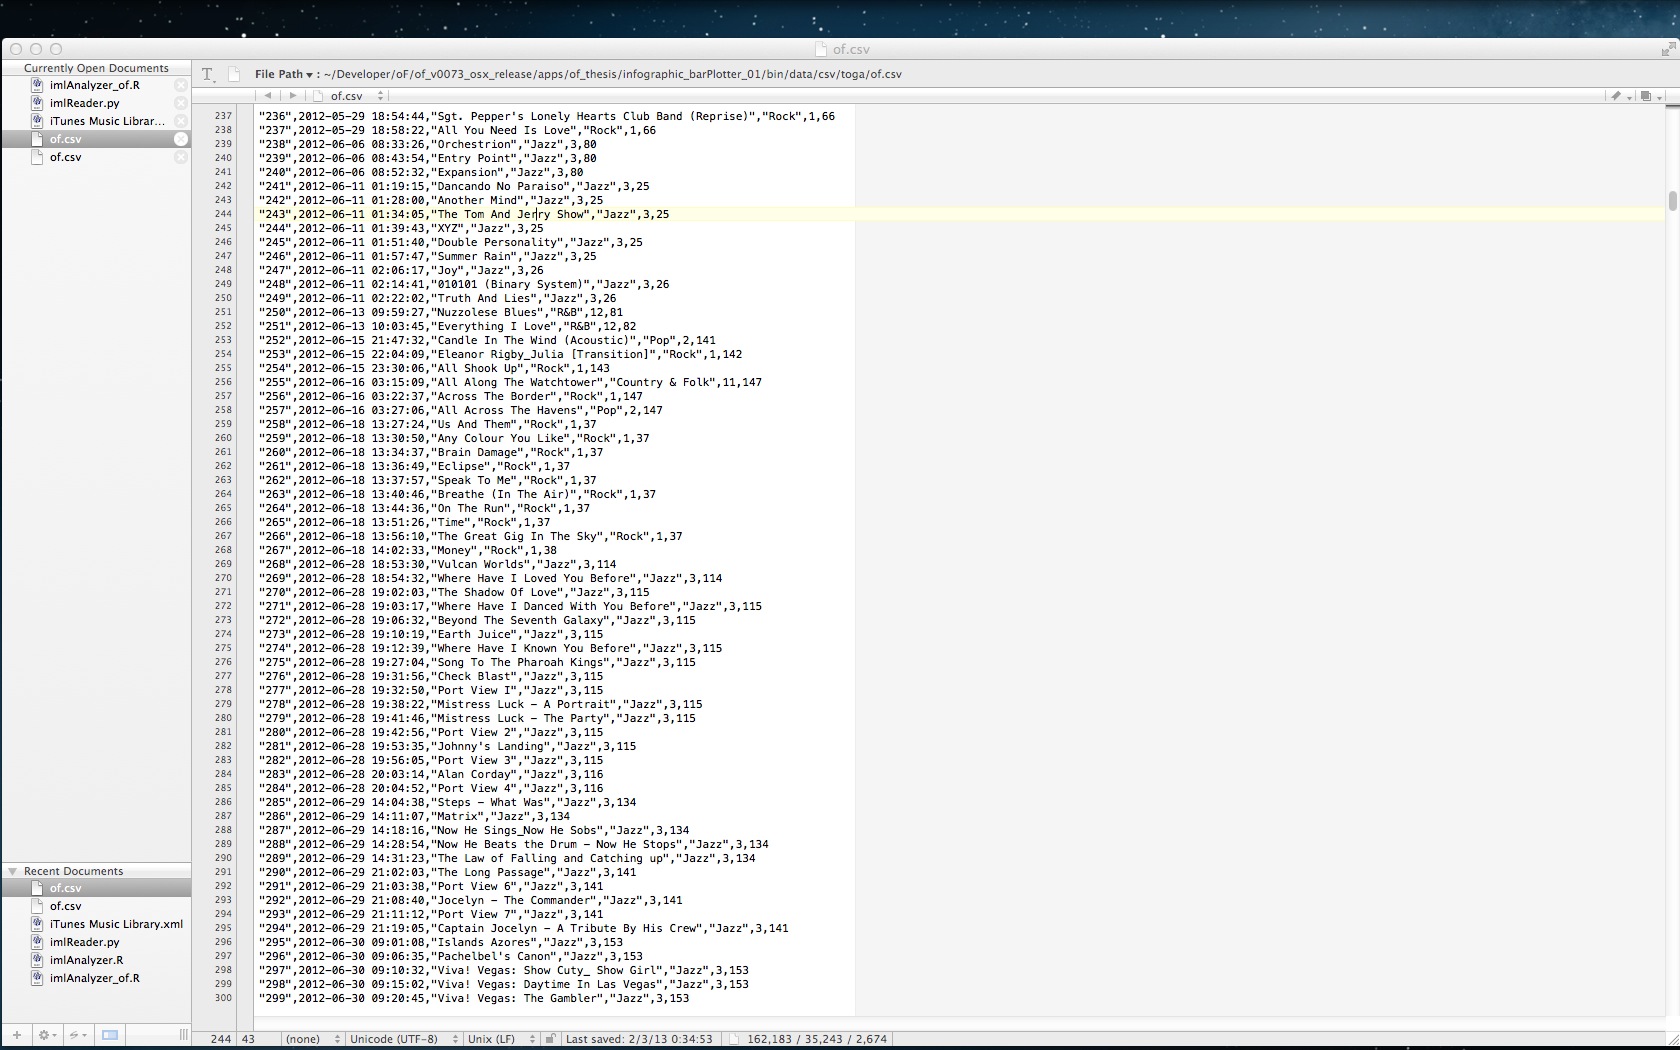 of.csv
Currently Open Documents
imlAnalyzer_of.R
imlReader.py
iTunes Music Librar...
of.csv
of.csv
File Path ▾ : ~/Developer/oF/of_v0073_osx_release/apps/of_thesis/infographic_barPlotter_01/bin/data/csv/toga/of.csv
of.csv
237 "236",2012-05-29 18:54:44,"Sgt. Pepper's Lonely Hearts Club Band (Reprise)","Rock",1,66
238 "237",2012-05-29 18:58:22,"All You Need Is Love","Rock",1,66
239 "238",2012-06-06 08:33:26,"Orchestrion","Jazz",3,80
240 "239",2012-06-06 08:43:54,"Entry Point","Jazz",3,80
241 "240",2012-06-06 08:52:32,"Expansion","Jazz",3,80
242 "241",2012-06-11 01:19:15,"Dancando No Paraiso","Jazz",3,25
243 "242",2012-06-11 01:28:00,"Another Mind","Jazz",3,25
244 "243",2012-06-11 01:34:05,"The Tom And Jerry Show","Jazz",3,25
245 "244",2012-06-11 01:39:43,"XYZ","Jazz",3,25
246 "245",2012-06-11 01:51:40,"Double Personality","Jazz",3,25
247 "246",2012-06-11 01:57:47,"Summer Rain","Jazz",3,25
248 "247",2012-06-11 02:06:17,"Joy","Jazz",3,26
249 "248",2012-06-11 02:14:41,"010101 (Binary System)","Jazz",3,26
250 "249",2012-06-11 02:22:02,"Truth And Lies","Jazz",3,26
251 "250",2012-06-13 09:59:27,"Nuzzolese Blues","R&B",12,81
252 "251",2012-06-13 10:03:45,"Everything I Love","R&B",12,82
253 "252",2012-06-15 21:47:32,"Candle In The Wind (Acoustic)","Pop",2,141
254 "253",2012-06-15 22:04:09,"Eleanor Rigby_Julia [Transition]","Rock",1,142
255 "254",2012-06-15 23:30:06,"All Shook Up","Rock",1,143
256 "255",2012-06-16 03:15:09,"All Along The Watchtower","Country & Folk",11,147
257 "256",2012-06-16 03:22:37,"Across The Border","Rock",1,147
258 "257",2012-06-16 03:27:06,"All Across The Havens","Pop",2,147
259 "258",2012-06-18 13:27:24,"Us And Them","Rock",1,37
260 "259",2012-06-18 13:30:50,"Any Colour You Like","Rock",1,37
261 "260",2012-06-18 13:34:37,"Brain Damage","Rock",1,37
262 "261",2012-06-18 13:36:49,"Eclipse","Rock",1,37
263 "262",2012-06-18 13:37:57,"Speak To Me","Rock",1,37
264 "263",2012-06-18 13:40:46,"Breathe (In The Air)","Rock",1,37
265 "264",2012-06-18 13:44:36,"On The Run","Rock",1,37
266 "265",2012-06-18 13:51:26,"Time","Rock",1,37
267 "266",2012-06-18 13:56:10,"The Great Gig In The Sky","Rock",1,37
268 "267",2012-06-18 14:02:33,"Money","Rock",1,38
269 "268",2012-06-28 18:53:30,"Vulcan Worlds","Jazz",3,114
270 "269",2012-06-28 18:54:32,"Where Have I Loved You Before","Jazz",3,114
271 "270",2012-06-28 19:02:03,"The Shadow Of Love","Jazz",3,115
272 "271",2012-06-28 19:03:17,"Where Have I Danced With You Before","Jazz",3,115
273 "272",2012-06-28 19:06:32,"Beyond The Seventh Galaxy","Jazz",3,115
274 "273",2012-06-28 19:10:19,"Earth Juice","Jazz",3,115
275 "274",2012-06-28 19:12:39,"Where Have I Known You Before","Jazz",3,115
276 "275",2012-06-28 19:27:04,"Song To The Pharoah Kings","Jazz",3,115
277 "276",2012-06-28 19:31:56,"Check Blast","Jazz",3,115
278 "277",2012-06-28 19:32:50,"Port View I","Jazz",3,115
279 "278",2012-06-28 19:38:22,"Mistress Luck - A Portrait","Jazz",3,115
280 "279",2012-06-28 19:41:46,"Mistress Luck - The Party","Jazz",3,115
281 "280",2012-06-28 19:42:56,"Port View 2","Jazz",3,115
282 "281",2012-06-28 19:53:35,"Johnny's Landing","Jazz",3,115
283 "282",2012-06-28 19:56:05,"Port View 3","Jazz",3,115
284 "283",2012-06-28 20:03:14,"Alan Corday","Jazz",3,116
285 "284",2012-06-28 20:04:52,"Port View 4","Jazz",3,116
286 "285",2012-06-29 14:04:38,"Steps - What Was","Jazz",3,134
287 "286",2012-06-29 14:11:07,"Matrix","Jazz",3,134
288 "287",2012-06-29 14:18:16,"Now He Sings_Now He Sobs","Jazz",3,134
289 "288",2012-06-29 14:28:54,"Now He Beats the Drum - Now He Stops","Jazz",3,134
290 "289",2012-06-29 14:31:23,"The Law of Falling and Catching up","Jazz",3,134
291 "290",2012-06-29 21:02:03,"The Long Passage","Jazz",3,141
292 "291",2012-06-29 21:03:38,"Port View 6","Jazz",3,141
293 "292",2012-06-29 21:08:40,"Jocelyn - The Commander","Jazz",3,141
294 "293",2012-06-29 21:11:12,"Port View 7","Jazz",3,141
295 "294",2012-06-29 21:19:05,"Captain Jocelyn - A Tribute By His Crew","Jazz",3,141
296 "295",2012-06-30 09:01:08,"Islands Azores","Jazz",3,153
297 "296",2012-06-30 09:06:35,"Pachelbel's Canon","Jazz",3,153
298 "297",2012-06-30 09:10:32,"Viva! Vegas: Show Cuty_ Show Girl","Jazz",3,153
299 "298",2012-06-30 09:15:02,"Viva! Vegas: Daytime In Las Vegas","Jazz",3,153
300 "299",2012-06-30 09:20:45,"Viva! Vegas: The Gambler","Jazz",3,153
Recent Documents
of.csv
of.csv
iTunes Music Library.xml
imlReader.py
imlAnalyzer.R
imlAnalyzer_of.R
244 43 (none) Unicode (UTF-8) Unix (LF) Last saved: 2/3/13 0:34:53 162,183 / 35,243 / 2,674